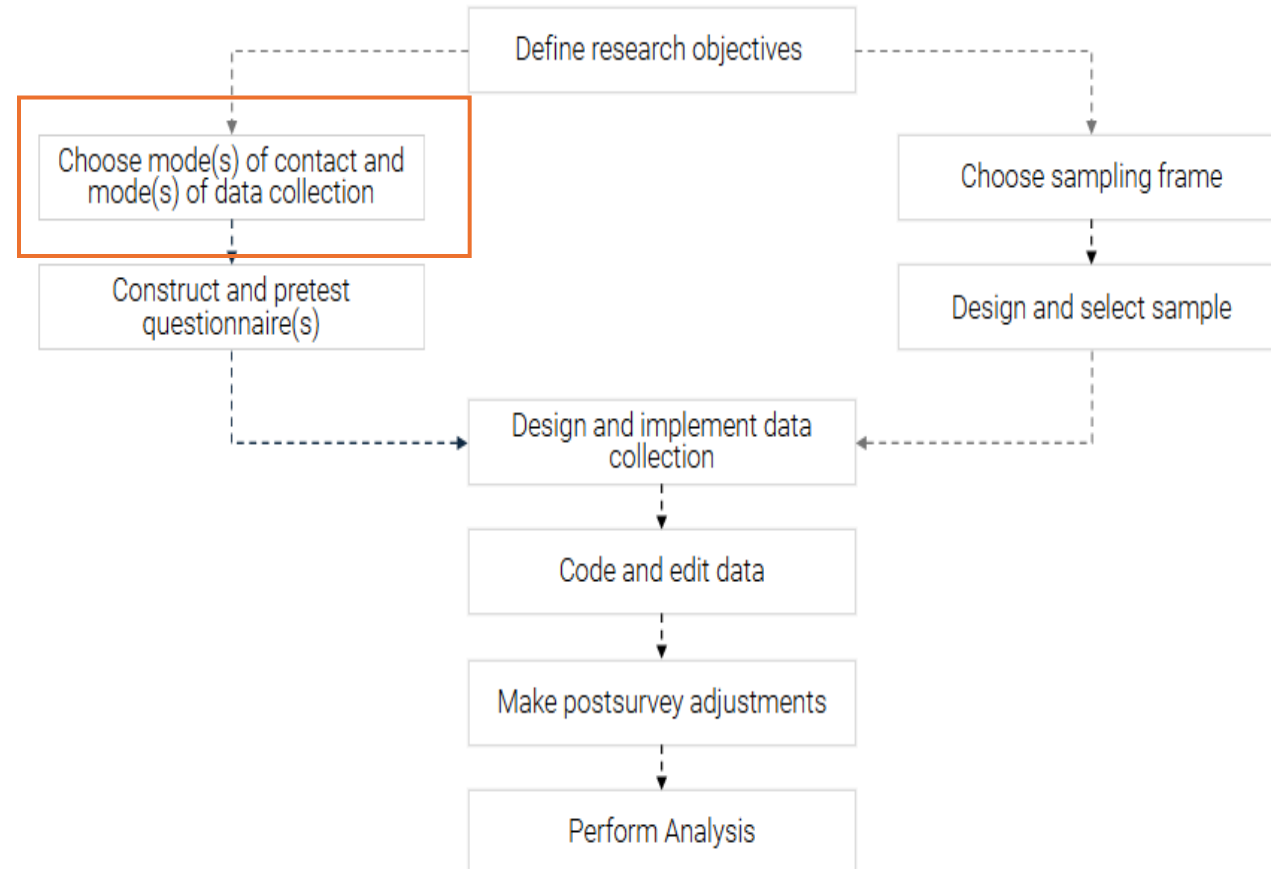 Define research objectives
Choose mode(s) of contact and
mode(s) of data collection
Choose sampling frame
Construct and pretest
questionnaire(s)
Design and select sample
Design and implement data
collection
Code and edit data
Make postsurvey adjustments
Perform Analysis